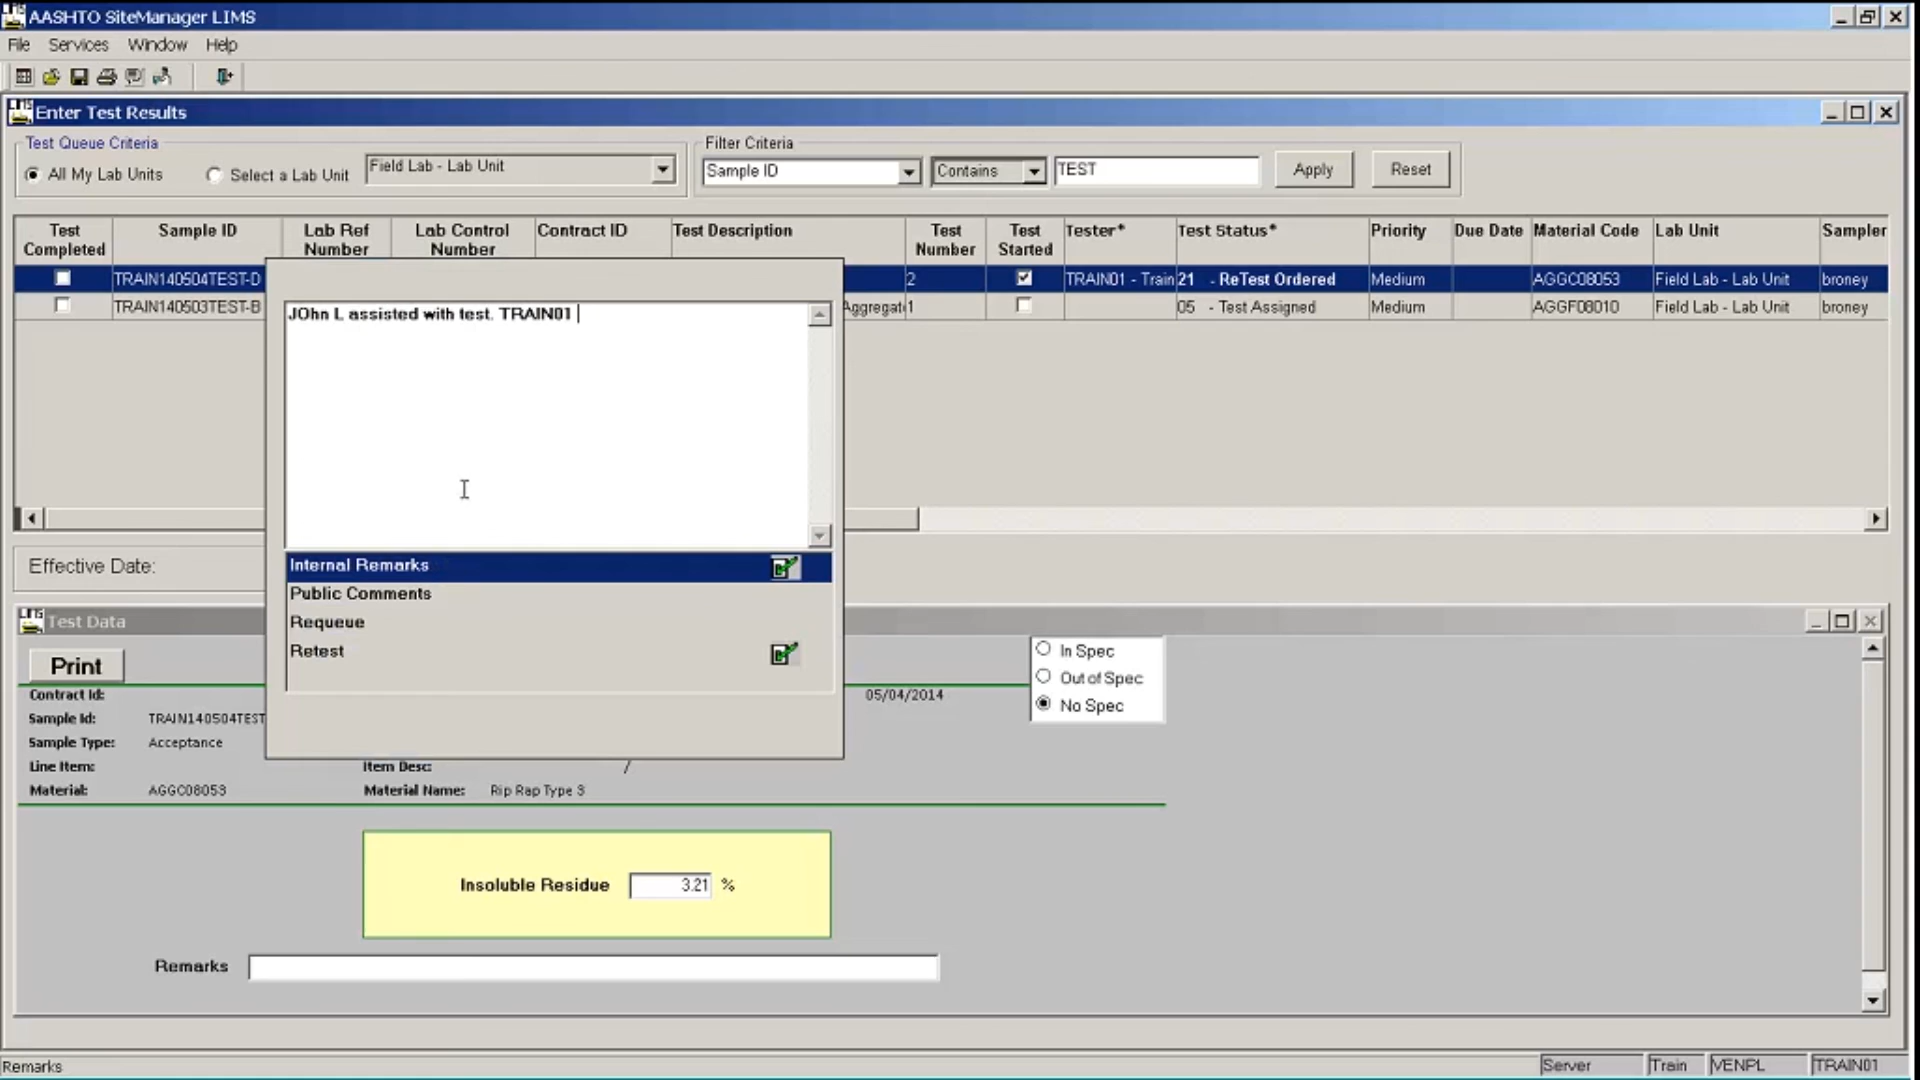 AASHTO SiteManager LIMS
File Services Window Help
Enter Test Results
Test Queue Criteria
All My Lab Units Select a Lab Unit Field Lab - Lab Unit
Filter Criteria
Sample ID Contains TEST Apply Reset
Test Completed Sample ID Lab Ref Number Lab Control Number Contract ID Test Description Test Number Test Started Tester* Test Status* Priority Due Date Material Code Lab Unit Sampler
TRAIN140504TEST-D 2 TRAIN01 - Train 21 - ReTest Ordered Medium AGGC08053 Field Lab - Lab Unit broney
TRAIN140503TEST-B Aggregat 1 05 - Test Assigned Medium AGGF08010 Field Lab - Lab Unit broney
JOhn L assisted with test. TRAIN01
Internal Remarks
Public Comments
Requeue
Retest
Effective Date:
Test Data
Print
Contract Id: 05/04/2014
Sample Id: TRAIN140504TEST
Sample Type: Acceptance
Line Item: Item Desc: /
Material: AGGC08053 Material Name: Rip Rap Type 3
In Spec
Out of Spec
No Spec
Insoluble Residue 3.21 %
Remarks
Remarks Server Train VENPL TRAIN01